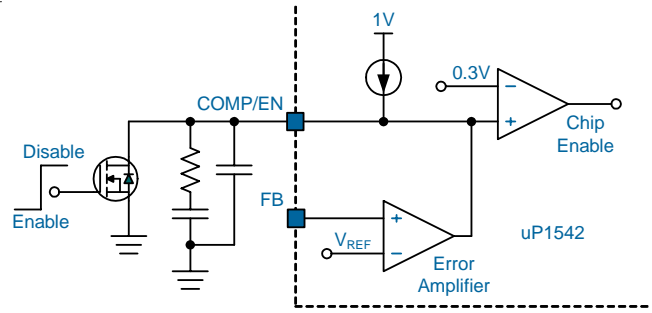 1V
0.3V
COMP/EN
Chip
Enable
Disable
Enable
FB
VREF
uP1542
Error
Amplifier